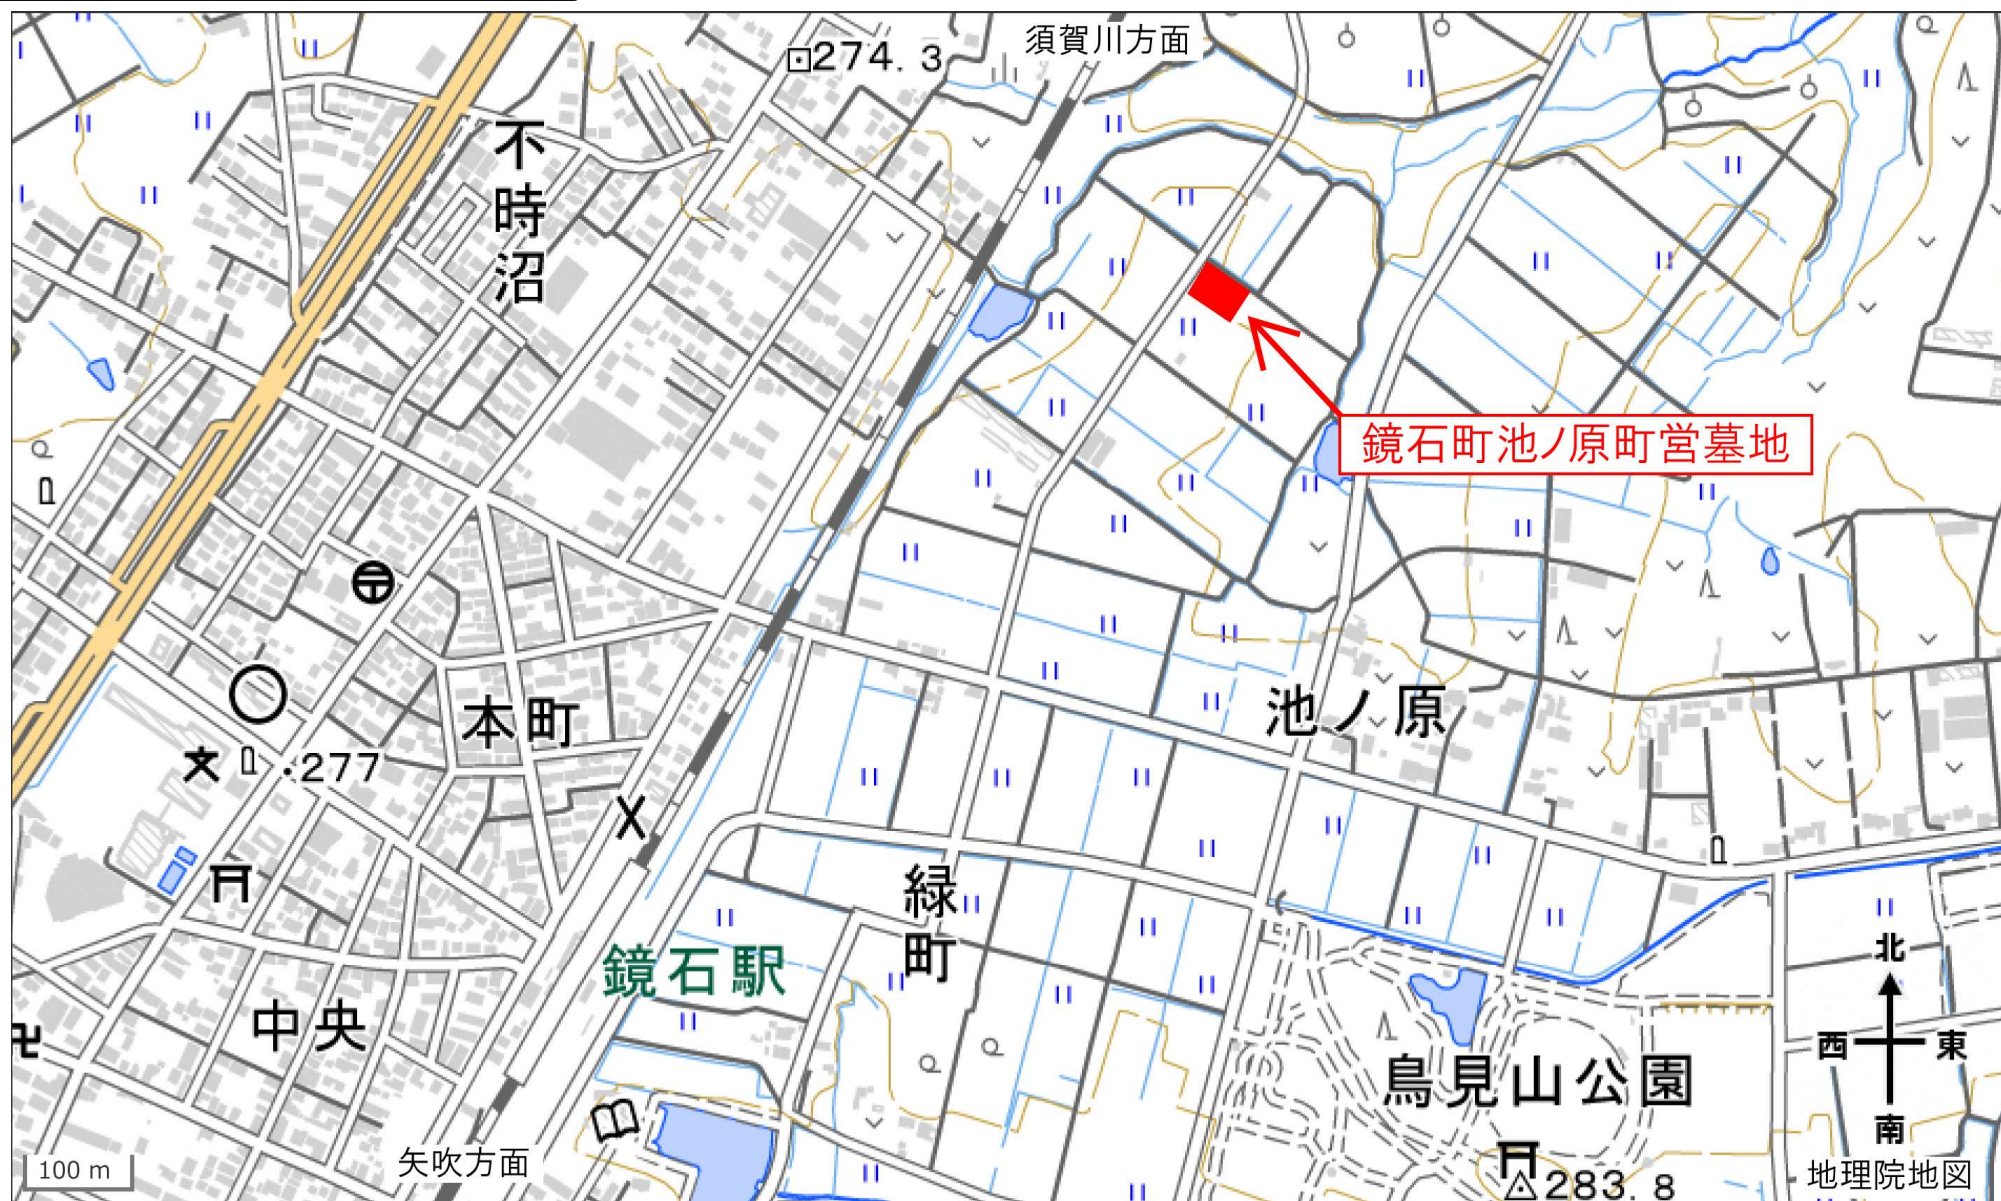 須賀川方面
274.3
不時沼
鏡石町池ノ原町営墓地
本町
池ノ原
277
緑町
鏡石駅
中央
鳥見山公園
北
西
東
南
矢吹方面
100 m
283.8
地理院地図